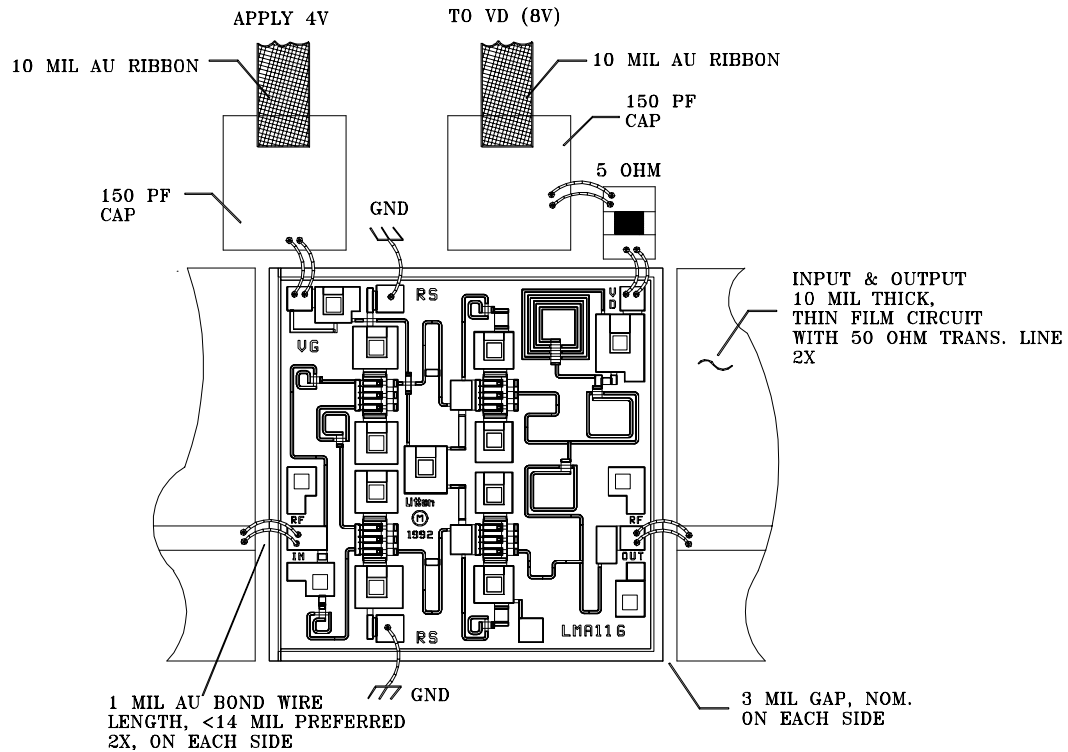 APPLY 4V
TO VD (8V)
10 MIL AU RIBBON
10 MIL AU RIBBON
150 PF
CAP
5 OHM
150 PF
CAP
GND
RS
V
D
VG
INPUT & OUTPUT
10 MIL THICK,
THIN FILM CIRCUIT
WITH 50 OHM TRANS. LINE
2X
RF
IN
M
1992
RF
OUT
RS
LMA116
GND
1 MIL AU BOND WIRE
LENGTH, <14 MIL PREFERRED
2X, ON EACH SIDE
3 MIL GAP, NOM.
ON EACH SIDE